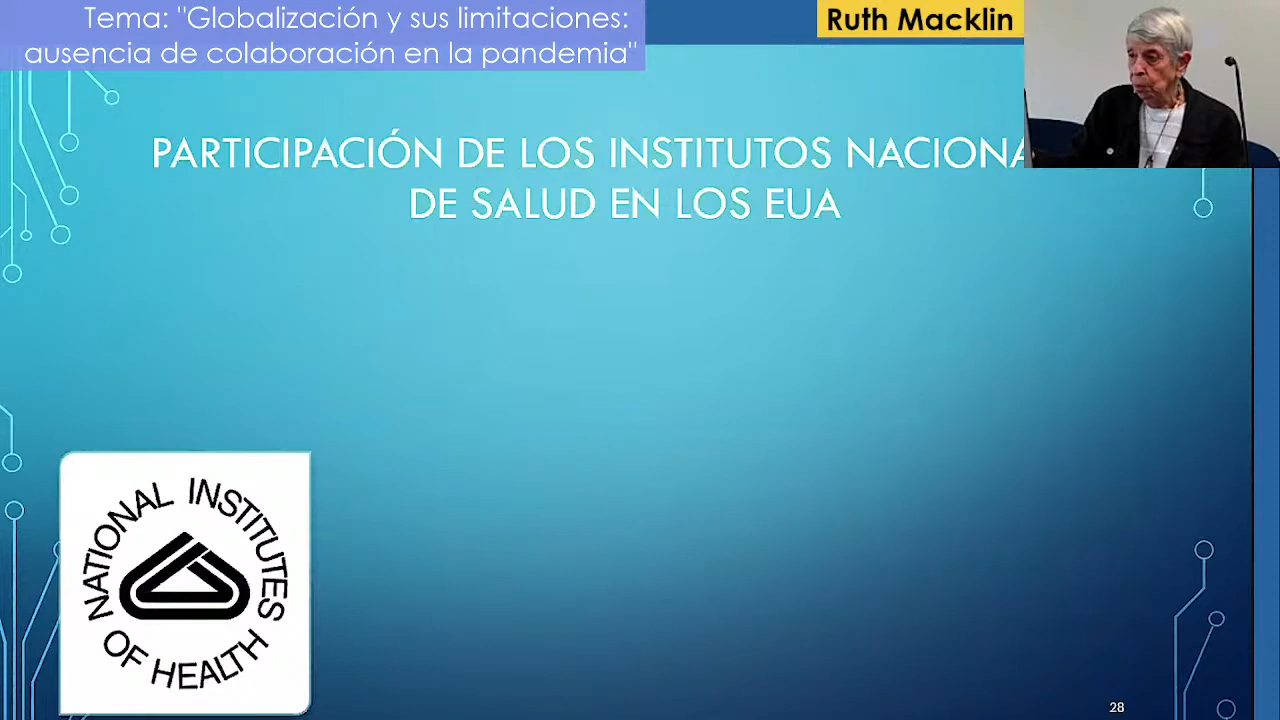 Tema: "Globalización y sus limitaciones:
ausencia de colaboración en la pandemia"
Ruth Macklin
PARTICIPACIÓN DE LOS INSTITUTOS NACIONA
DE SALUD EN LOS EUA
NATIONAL INSTITUTES
OF HEALTH
28